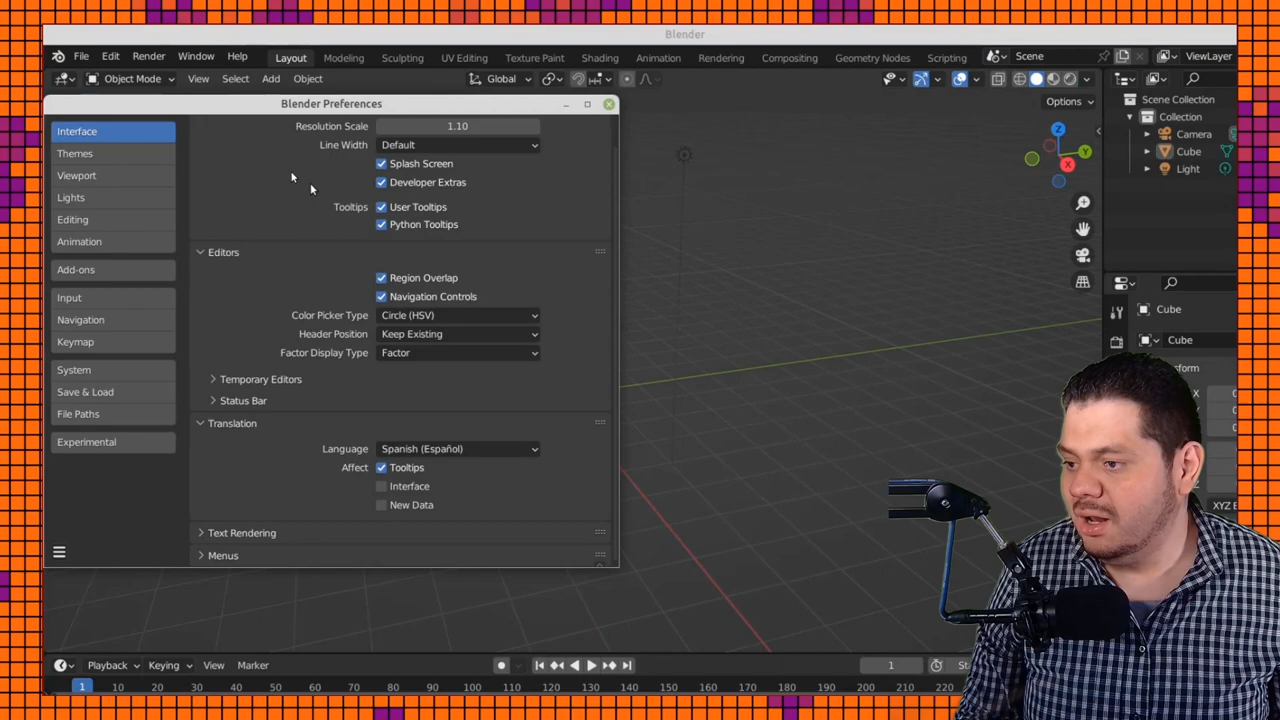 Blender
File Edit Render Window Help Layout Modeling Sculpting UV Editing Texture Paint Shading Animation Rendering Compositing Geometry Nodes Scripting Scene ViewLayer
Object Mode View Select Add Object Global
Options
Scene Collection
Collection
Camera
Cube
Light
Z
Y
X
Blender Preferences
Interface
Themes
Viewport
Lights
Editing
Animation
Add-ons
Input
Navigation
Keymap
System
Save & Load
File Paths
Experimental
Resolution Scale 1.10
Line Width Default
Splash Screen
Developer Extras
Tooltips User Tooltips
Python Tooltips
Editors
Region Overlap
Navigation Controls
Color Picker Type Circle (HSV)
Header Position Keep Existing
Factor Display Type Factor
Temporary Editors
Status Bar
Translation
Language Spanish (Español)
Affect Tooltips
Interface
New Data
Text Rendering
Menus
Cube
Cube
X 0
Y 0
XYZ E
Playback Keying View Marker 1
1 10 20 30 40 50 60 70 80 90 100 110 120 130 140 150 160 170 180 190 200 210 220